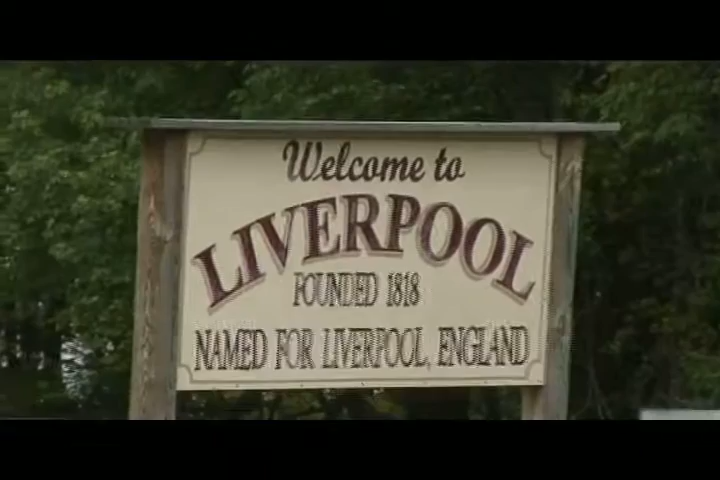 Welcome to
LIVERPOOL
FOUNDED 1818
NAMED FOR LIVERPOOL, ENGLAND